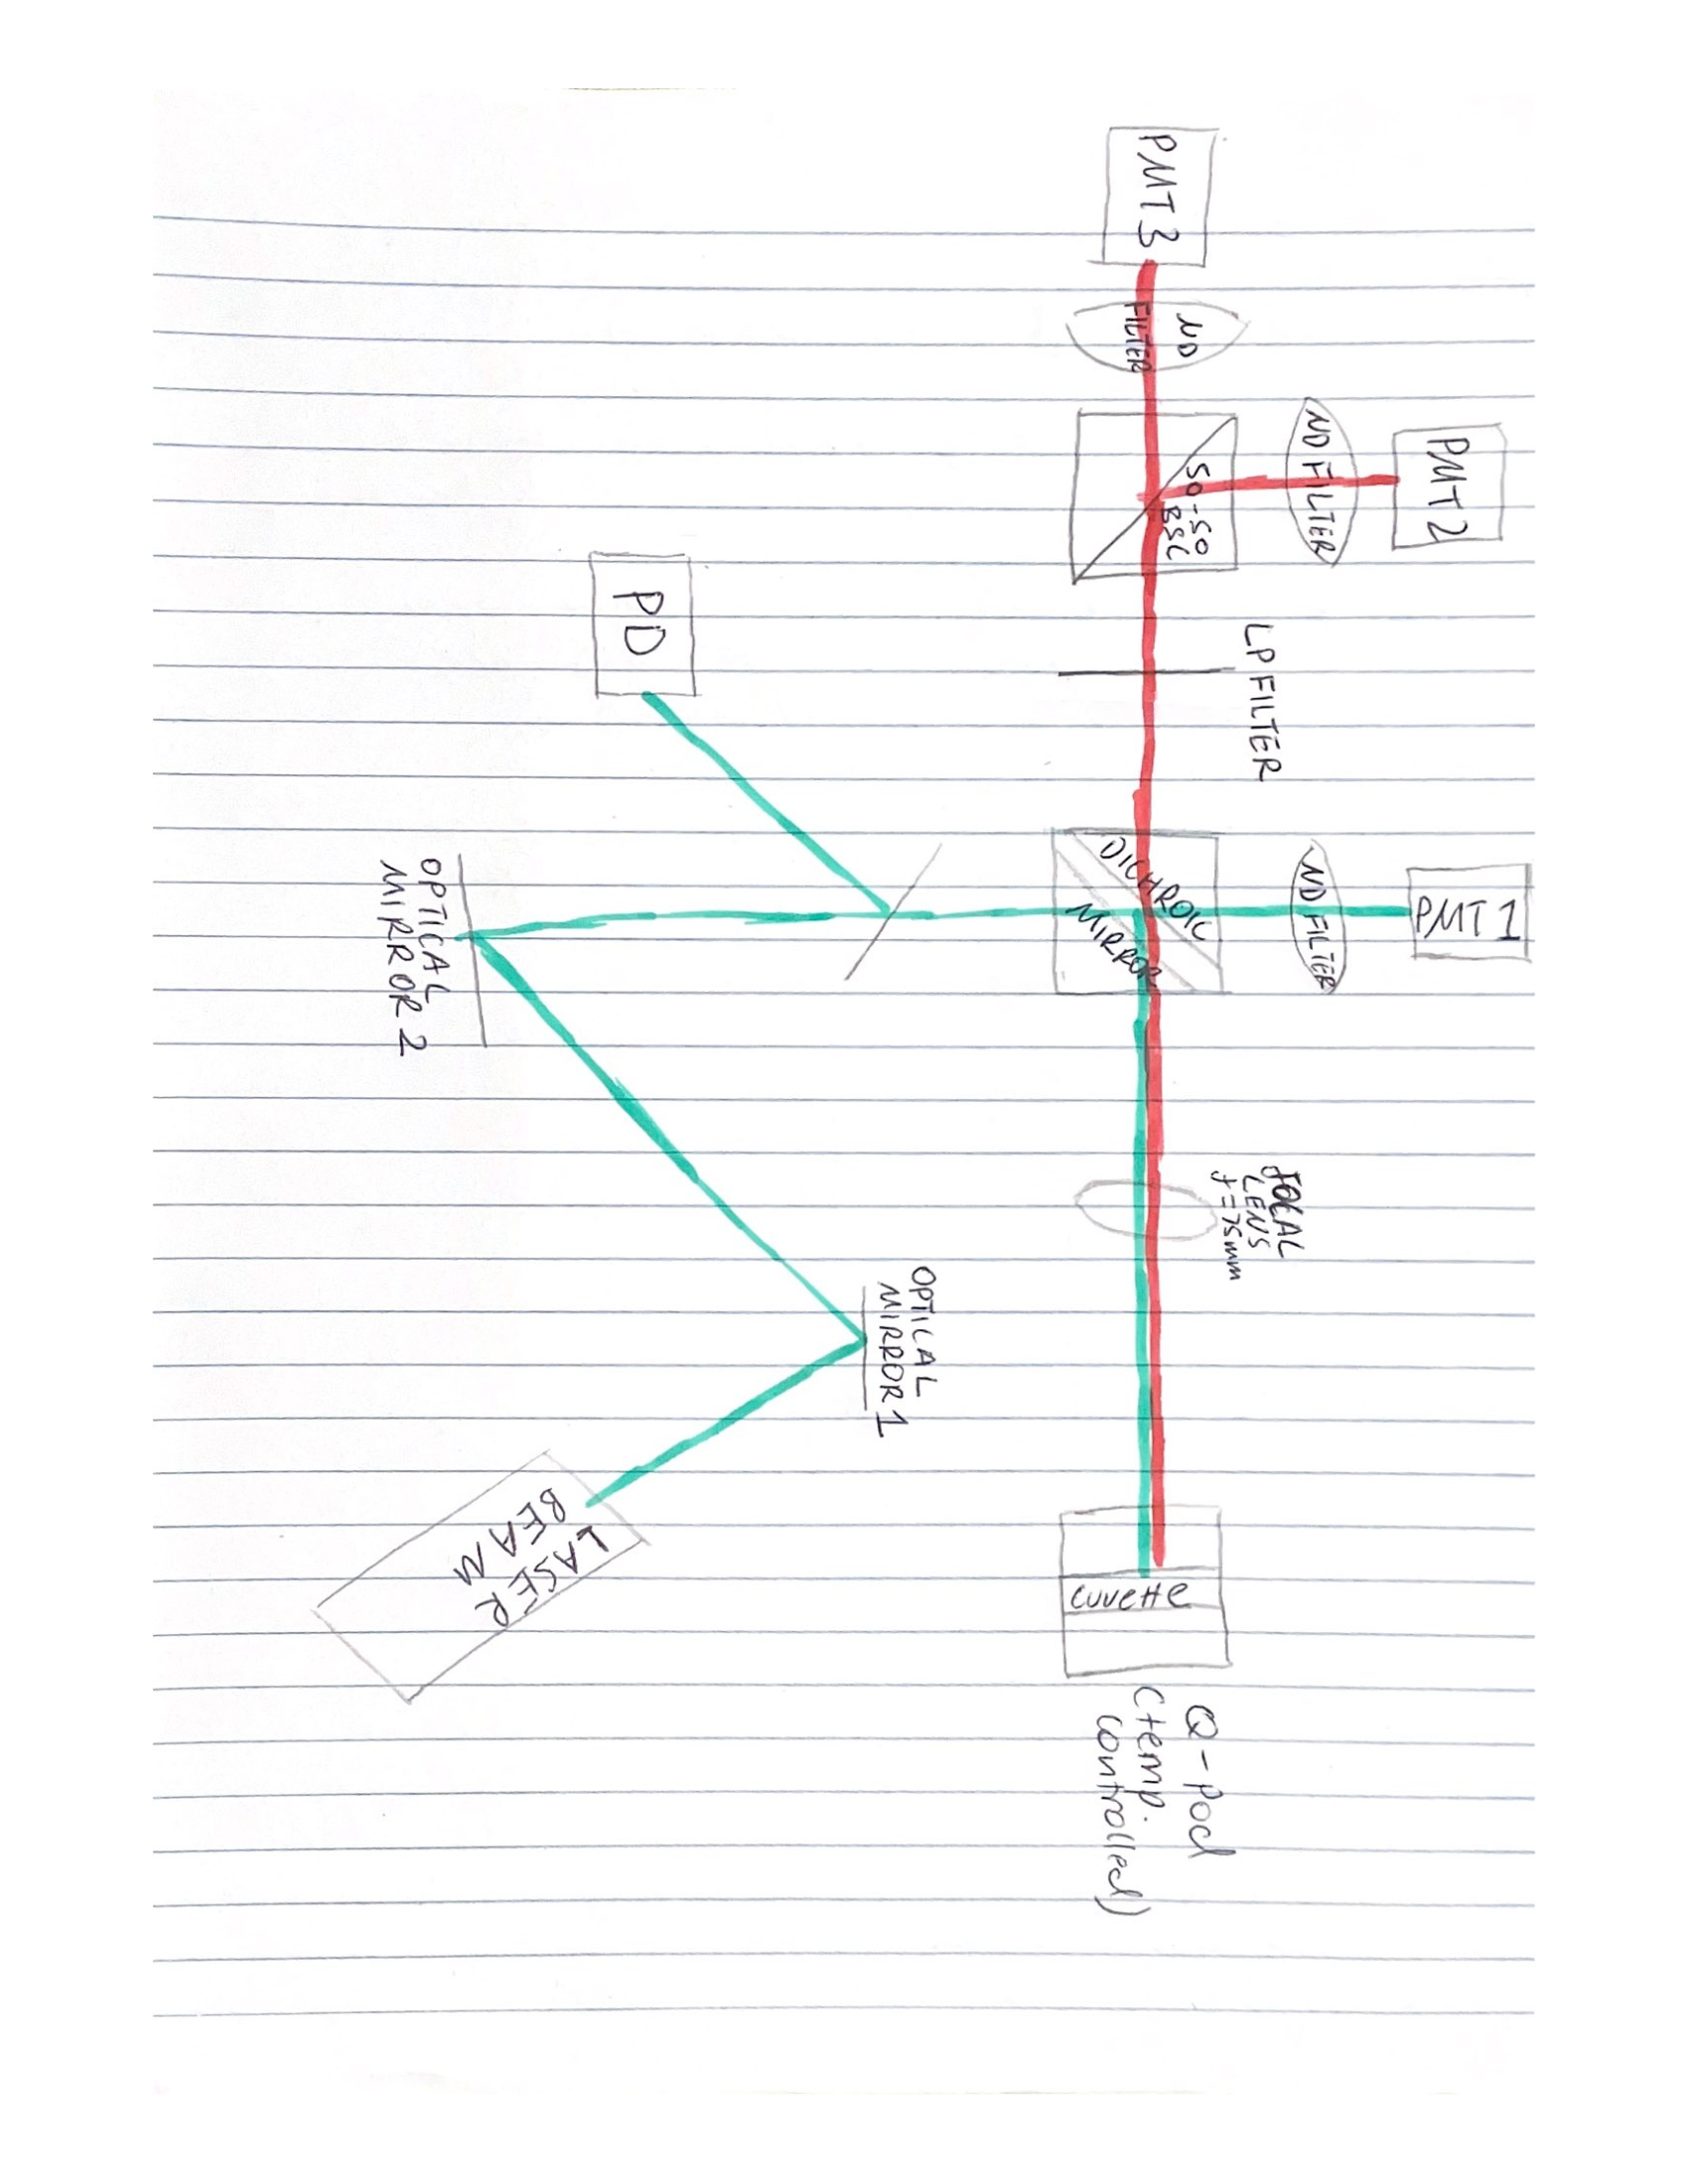 PMT 3
ND
FILTER
50-50
BSC
ND FILTER
PMT 2
LP FILTER
PD
DICHROIC
MIRROR
ND FILTER
PMT 1
OPTICAL
MIRROR 2
FOCAL
LENS
f=75mm
OPTICAL
MIRROR 1
LASER
BEAM
cuvette
Q-pod
(temp.
controlled)